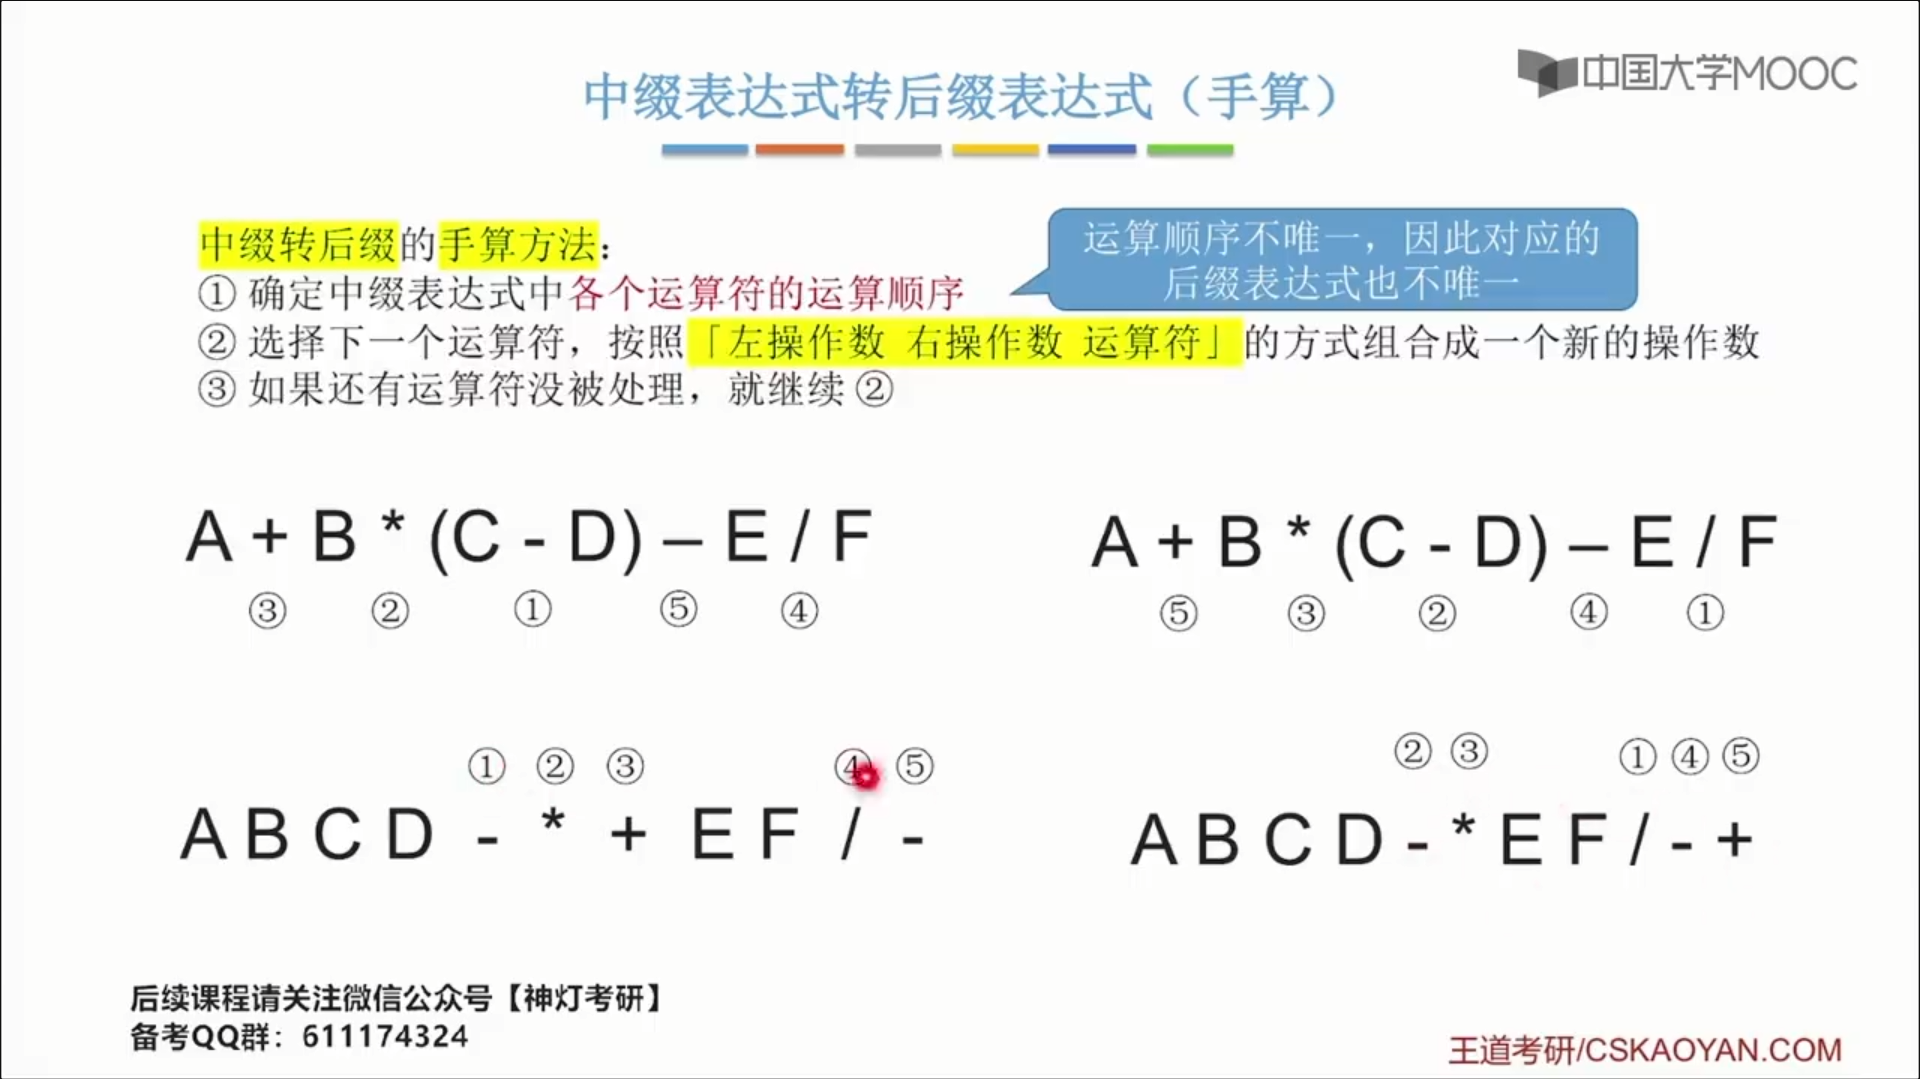 中国大学MOOC
中缀表达式转后缀表达式（手算）
中缀转后缀的手算方法：
① 确定中缀表达式中各个运算符的运算顺序
运算顺序不唯一，因此对应的
后缀表达式也不唯一
② 选择下一个运算符，按照「左操作数 右操作数 运算符」的方式组合成一个新的操作数
③ 如果还有运算符没被处理，就继续 ②
A + B * (C - D) – E / F
③ ② ① ⑤ ④
A + B * (C - D) – E / F
⑤ ③ ② ④ ①
① ② ③ ④ ⑤
A B C D - * + E F / -
② ③ ① ④ ⑤
A B C D - * E F / - +
后续课程请关注微信公众号【神灯考研】
备考QQ群：611174324
王道考研/CSKAOYAN.COM